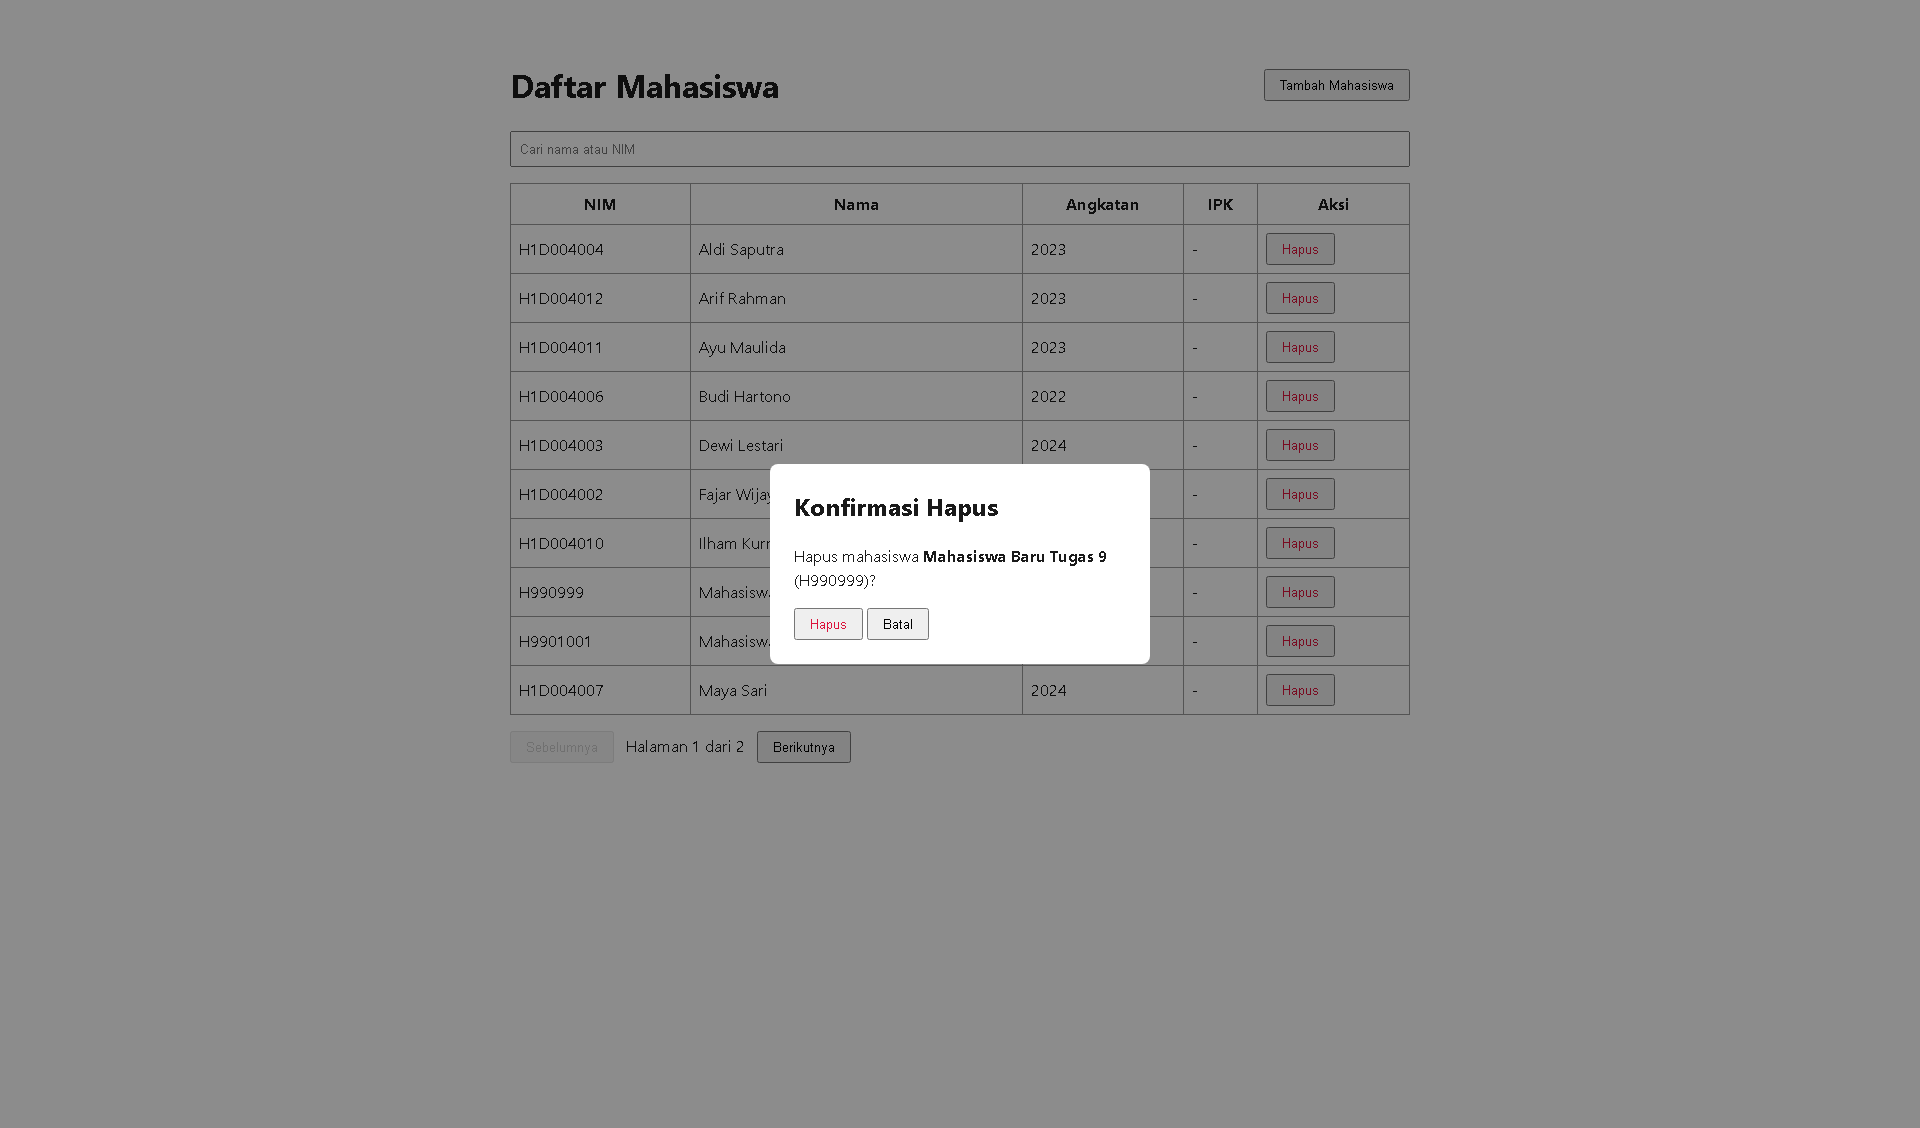 Daftar Mahasiswa
Tambah Mahasiswa
Cari nama atau NIM
NIM Nama Angkatan IPK Aksi
H1D004004 Aldi Saputra 2023 - Hapus
H1D004012 Arif Rahman 2023 - Hapus
H1D004011 Ayu Maulida 2023 - Hapus
H1D004006 Budi Hartono 2022 - Hapus
H1D004003 Dewi Lestari 2024 - Hapus
H1D004002 Fajar - Hapus
H1D004010 Ilham - Hapus
H990999 - Hapus
H9901001 - Hapus
H1D004007 Maya Sari 2024 - Hapus
Konfirmasi Hapus
Hapus mahasiswa Mahasiswa Baru Tugas 9
(H990999)?
Hapus Batal
Sebelumnya Halaman 1 dari 2 Berikutnya